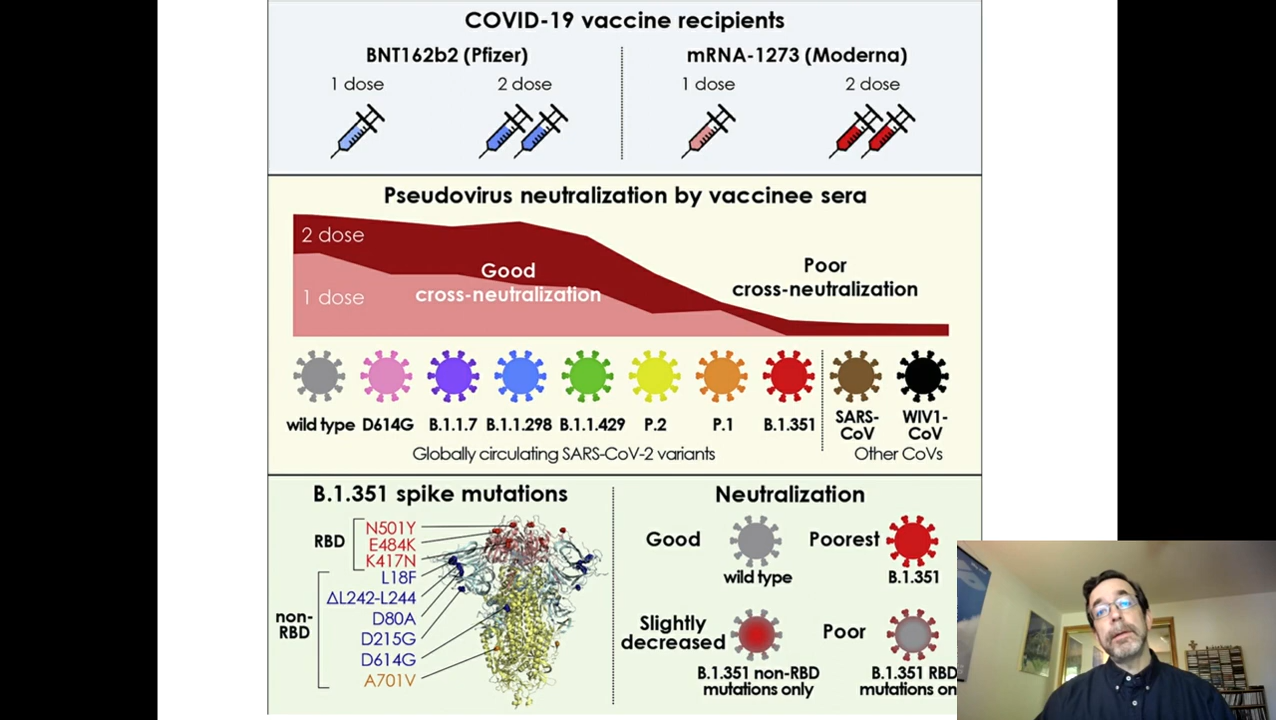 COVID-19 vaccine recipients
BNT162b2 (Pfizer)
1 dose
2 dose
mRNA-1273 (Moderna)
1 dose
2 dose
Pseudovirus neutralization by vaccinee sera
2 dose
1 dose
Good
cross-neutralization
Poor
cross-neutralization
wild type
D614G
B.1.1.7
B.1.1.298
B.1.1.429
P.2
P.1
B.1.351
SARS-
CoV
WIV1-
CoV
Globally circulating SARS-CoV-2 variants
Other CoVs
B.1.351 spike mutations
RBD
N501Y
E484K
K417N
non-
RBD
L18F
ΔL242-L244
D80A
D215G
D614G
A701V
Neutralization
Good
wild type
Poorest
B.1.351
Slightly
decreased
B.1.351 non-RBD
mutations only
Poor
B.1.351 RBD
mutations on